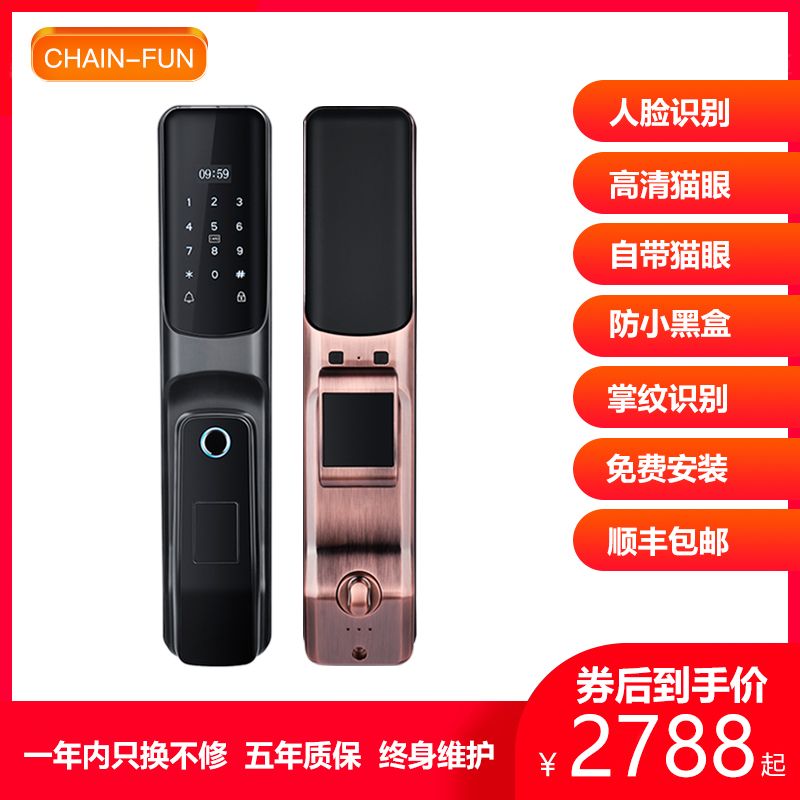 CHAIN-FUN
09:59
1 2 3
4 5 6
7 8 9
* 0 #
人脸识别
高清猫眼
自带猫眼
防小黑盒
掌纹识别
免费安装
顺丰包邮
券后到手价
¥2788起
一年内只换不修 五年质保 终身维护